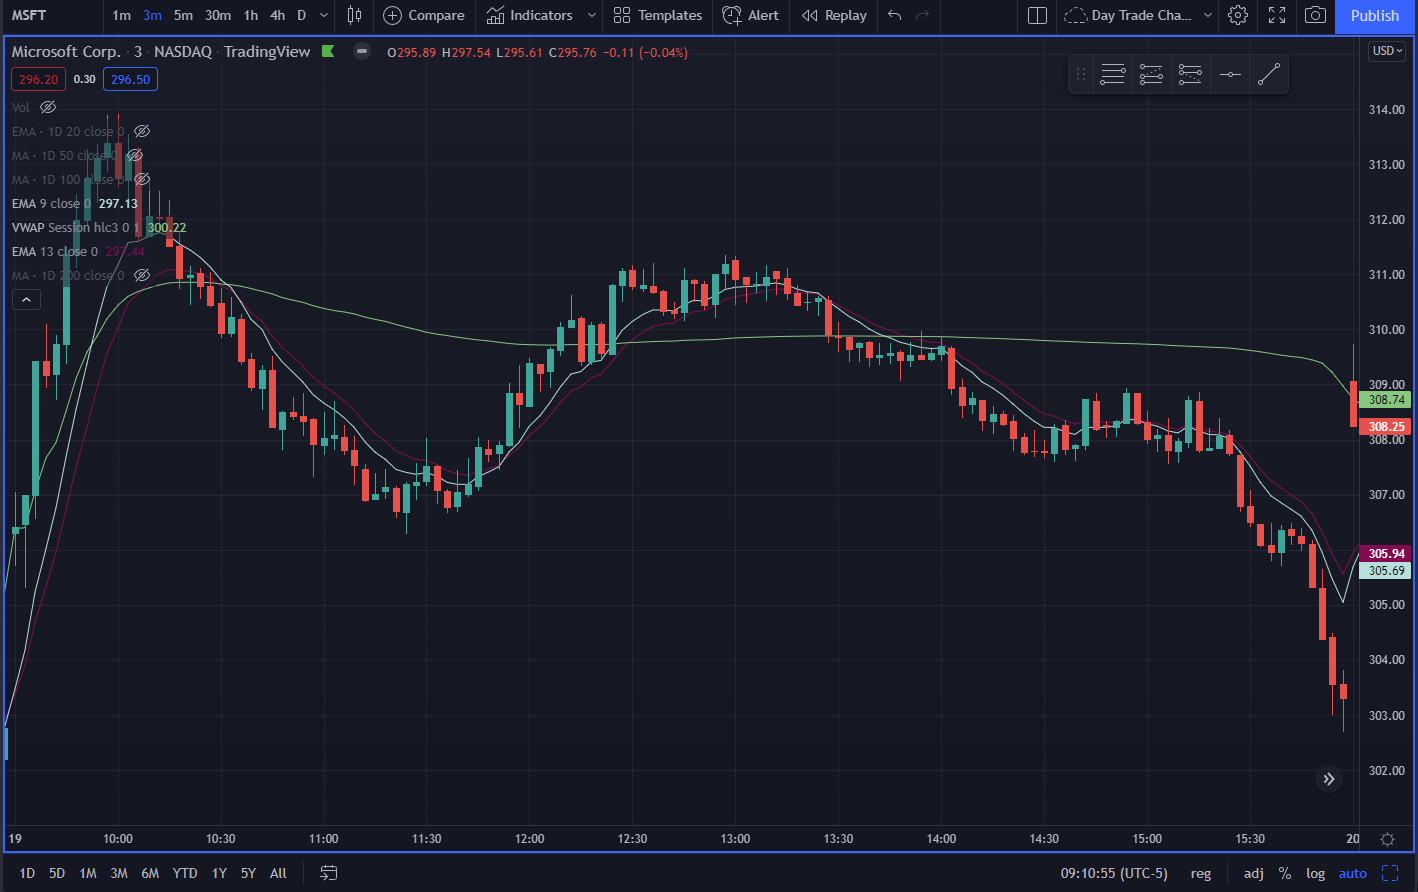 MSFT 1m 3m 5m 30m 1h 4h D Compare Indicators Templates Alert Replay Day Trade Cha... Publish
Microsoft Corp. · 3 · NASDAQ · TradingView O295.89 H297.54 L295.61 C295.76 −0.11 (−0.04%)
USD
296.20 0.30 296.50
Vol
EMA · 1D 20 close 0
MA · 1D 50 close 0
MA · 1D 100 close 0
EMA 9 close 0 297.13
VWAP Session hlc3 0 1 300.22
EMA 13 close 0 297.44
MA · 1D 200 close 0
314.00
313.00
312.00
311.00
310.00
309.00
308.74
308.25
308.00
307.00
305.94
305.69
305.00
304.00
303.00
302.00
19 10:00 10:30 11:00 11:30 12:00 12:30 13:00 13:30 14:00 14:30 15:00 15:30 20
1D 5D 1M 3M 6M YTD 1Y 5Y All 09:10:55 (UTC-5) reg adj % log auto